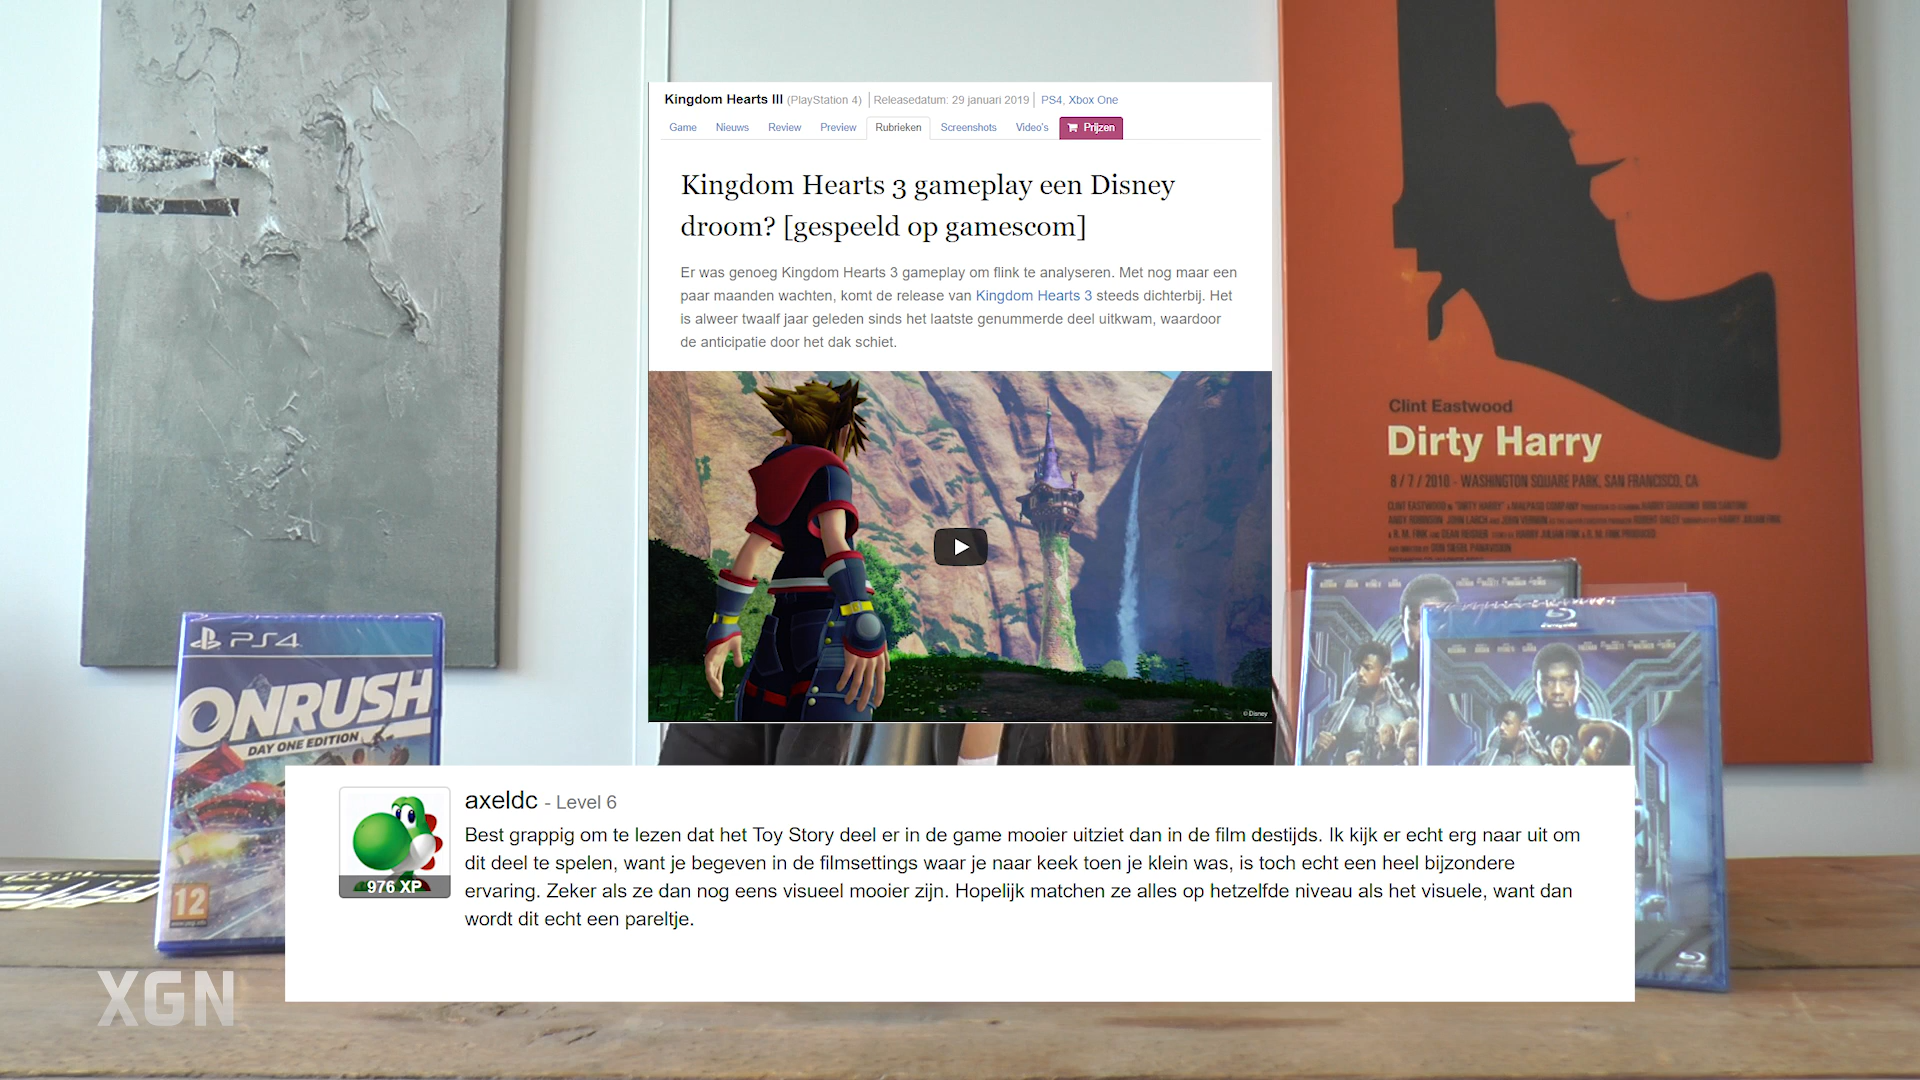 Kingdom Hearts III (PlayStation 4) Releasedatum: 29 januari 2019 PS4, Xbox One
Game Nieuws Review Preview Rubrieken Screenshots Video's Prijzen
Kingdom Hearts 3 gameplay een Disney
droom? [gespeeld op gamescom]
Er was genoeg Kingdom Hearts 3 gameplay om flink te analyseren. Met nog maar een
paar maanden wachten, komt de release van Kingdom Hearts 3 steeds dichterbij. Het
is alweer twaalf jaar geleden sinds het laatste genummerde deel uitkwam, waardoor
de anticipatie door het dak schiet.
© Disney
Clint Eastwood
Dirty Harry
8 / 7 / 2010 - WASHINGTON SQUARE PARK, SAN FRANCISCO, CA
PS4
ONRUSH
DAY ONE EDITION
12
axeldc - Level 6
976 XP
Best grappig om te lezen dat het Toy Story deel er in de game mooier uitziet dan in de film destijds. Ik kijk er echt erg naar uit om
dit deel te spelen, want je begeven in de filmsettings waar je naar keek toen je klein was, is toch echt een heel bijzondere
ervaring. Zeker als ze dan nog eens visueel mooier zijn. Hopelijk matchen ze alles op hetzelfde niveau als het visuele, want dan
wordt dit echt een pareltje.
XGN